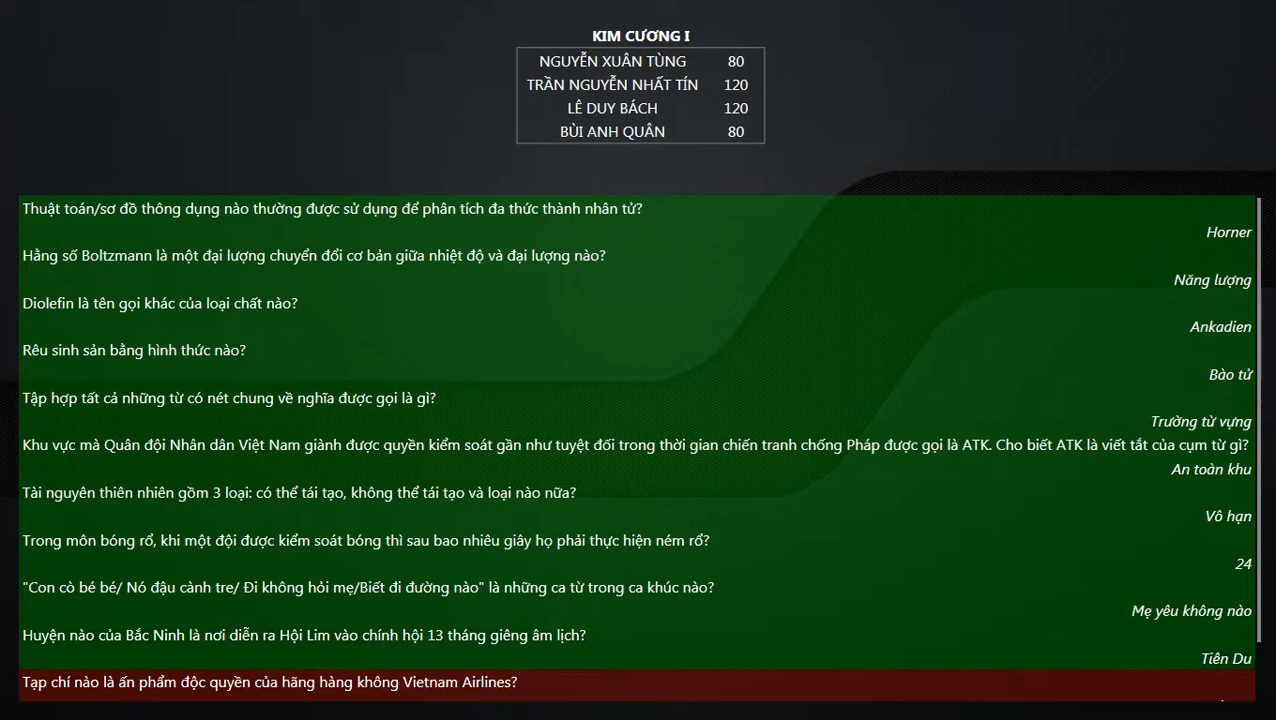 KIM CƯƠNG I
NGUYỄN XUÂN TÙNG 80
TRẦN NGUYỄN NHẤT TÍN 120
LÊ DUY BÁCH 120
BÙI ANH QUÂN 80
Thuật toán/sơ đồ thông dụng nào thường được sử dụng để phân tích đa thức thành nhân tử?
Horner
Hằng số Boltzmann là một đại lượng chuyển đổi cơ bản giữa nhiệt độ và đại lượng nào?
Năng lượng
Diolefin là tên gọi khác của loại chất nào?
Ankadien
Rêu sinh sản bằng hình thức nào?
Bào tử
Tập hợp tất cả những từ có nét chung về nghĩa được gọi là gì?
Trường từ vựng
Khu vực mà Quân đội Nhân dân Việt Nam giành được quyền kiểm soát gần như tuyệt đối trong thời gian chiến tranh chống Pháp được gọi là ATK. Cho biết ATK là viết tắt của cụm từ gì?
An toàn khu
Tài nguyên thiên nhiên gồm 3 loại: có thể tái tạo, không thể tái tạo và loại nào nữa?
Vô hạn
Trong môn bóng rổ, khi một đội được kiểm soát bóng thì sau bao nhiêu giây họ phải thực hiện ném rổ?
24
"Con cò bé bé/ Nó đậu cành tre/ Đi không hỏi mẹ/Biết đi đường nào" là những ca từ trong ca khúc nào?
Mẹ yêu không nào
Huyện nào của Bắc Ninh là nơi diễn ra Hội Lim vào chính hội 13 tháng giêng âm lịch?
Tiên Du
Tạp chí nào là ấn phẩm độc quyền của hãng hàng không Vietnam Airlines?